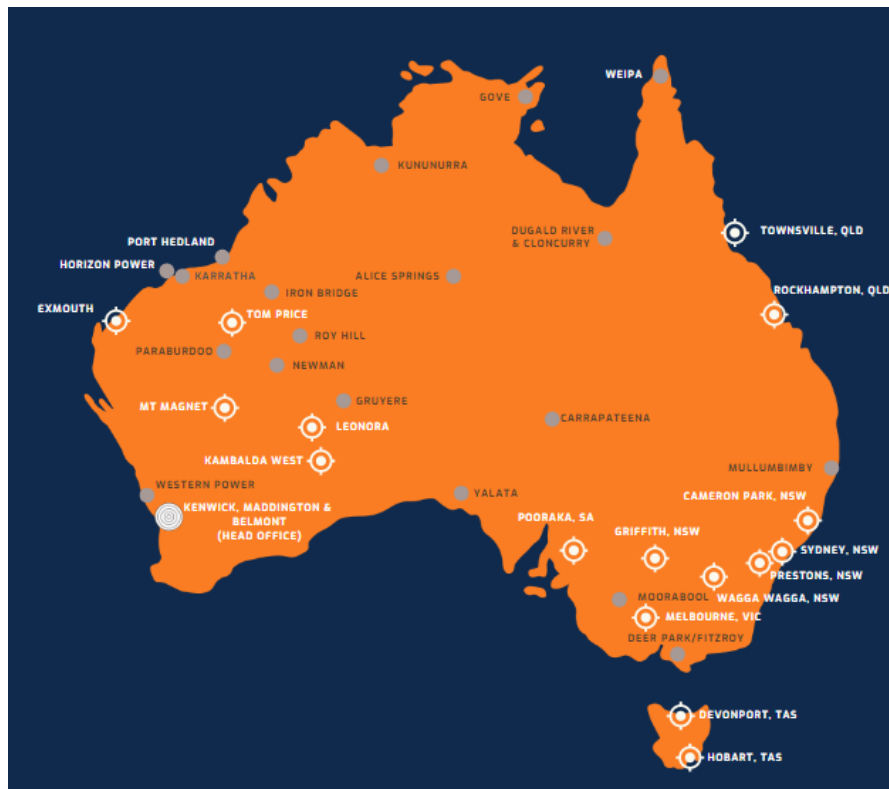 WEIPA
GOVE
KUNUNURRA
TOWNSVILLE, QLD
DUGALD RIVER
& CLONCURRY
PORT HEDLAND
HORIZON POWER
KARRATHA
ALICE SPRINGS
IRON BRIDGE
ROCKHAMPTON, QLD
EXMOUTH
TOM PRICE
ROY HILL
PARABURDOO
NEWMAN
GRUYERE
MT MAGNET
CARRAPATEENA
LEONORA
KAMBALDA WEST
MULLUMBIMBY
WESTERN POWER
YALATA
CAMERON PARK, NSW
KENWICK, MADDINGTON &
BELMONT
(HEAD OFFICE)
POORAKA, SA
GRIFFITH, NSW
SYDNEY, NSW
PRESTONS, NSW
MOORABOOL
WAGGA WAGGA, NSW
MELBOURNE, VIC
DEER PARK/FITZROY
DEVONPORT, TAS
HOBART, TAS